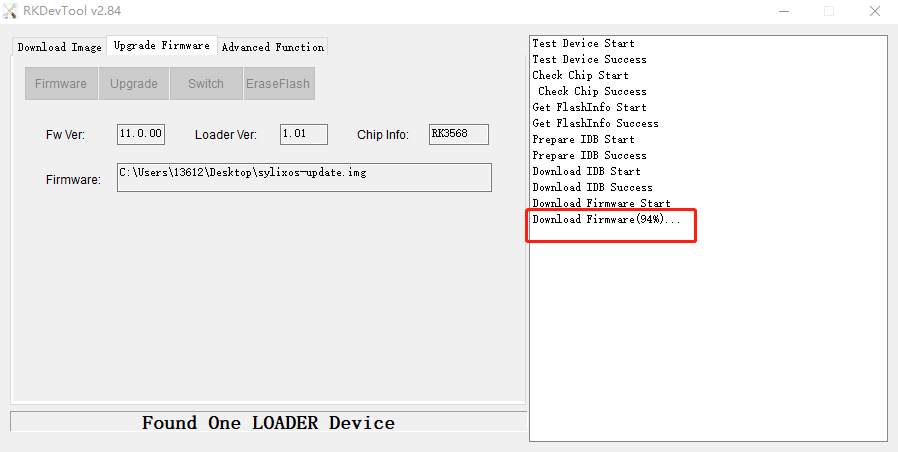 RKDevTool v2.84
Download Image Upgrade Firmware Advanced Function
Firmware Upgrade Switch EraseFlash
Fw Ver: 11.0.00 Loader Ver: 1.01 Chip Info: RK3568
Firmware: C:\Users\13612\Desktop\sylixos-update.img
Found One LOADER Device
Test Device Start
Test Device Success
Check Chip Start
Check Chip Success
Get FlashInfo Start
Get FlashInfo Success
Prepare IDB Start
Prepare IDB Success
Download IDB Start
Download IDB Success
Download Firmware Start
Download Firmware(94%)...